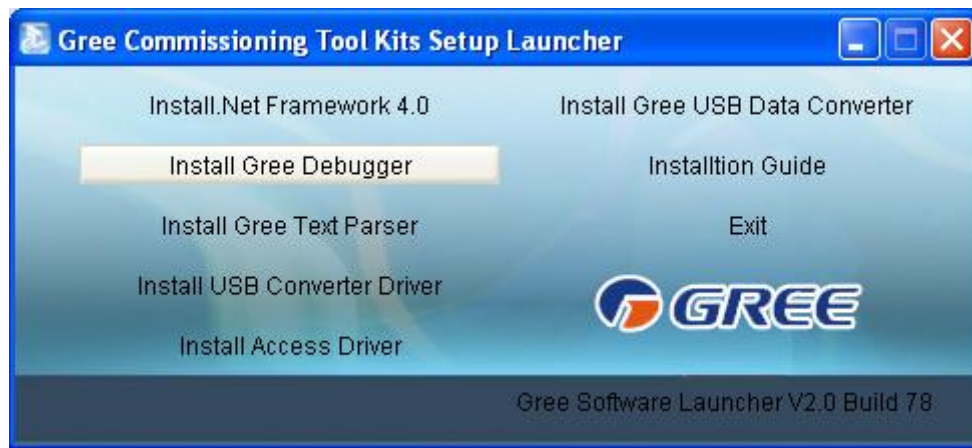 Gree Commissioning Tool Kits Setup Launcher
Install.Net Framework 4.0
Install Gree Debugger
Install Gree Text Parser
Install USB Converter Driver
Install Access Driver
Install Gree USB Data Converter
Installtion Guide
Exit
GREE
Gree Software Launcher V2.0 Build 78